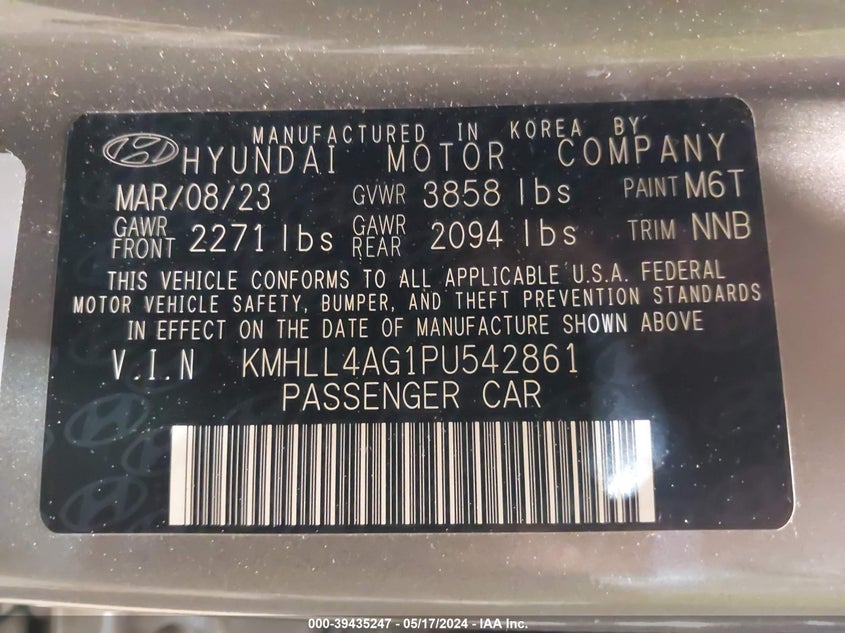 MANUFACTURED IN KOREA BY
HYUNDAI MOTOR COMPANY
MAR/08/23 GVWR 3858 lbs PAINT M6T
GAWR FRONT 2271 lbs GAWR REAR 2094 lbs TRIM NNB
THIS VEHICLE CONFORMS TO ALL APPLICABLE U.S.A. FEDERAL
MOTOR VEHICLE SAFETY, BUMPER, AND THEFT PREVENTION STANDARDS
IN EFFECT ON THE DATE OF MANUFACTURE SHOWN ABOVE
V.I.N KMHLL4AG1PU542861
PASSENGER CAR
000-39435247 - 05/17/2024 - IAA Inc.